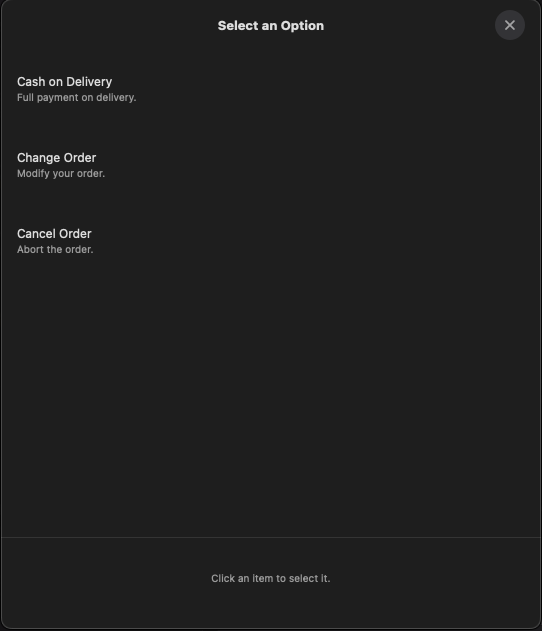 Select an Option
Cash on Delivery
Full payment on delivery.
Change Order
Modify your order.
Cancel Order
Abort the order.
Click an item to select it.